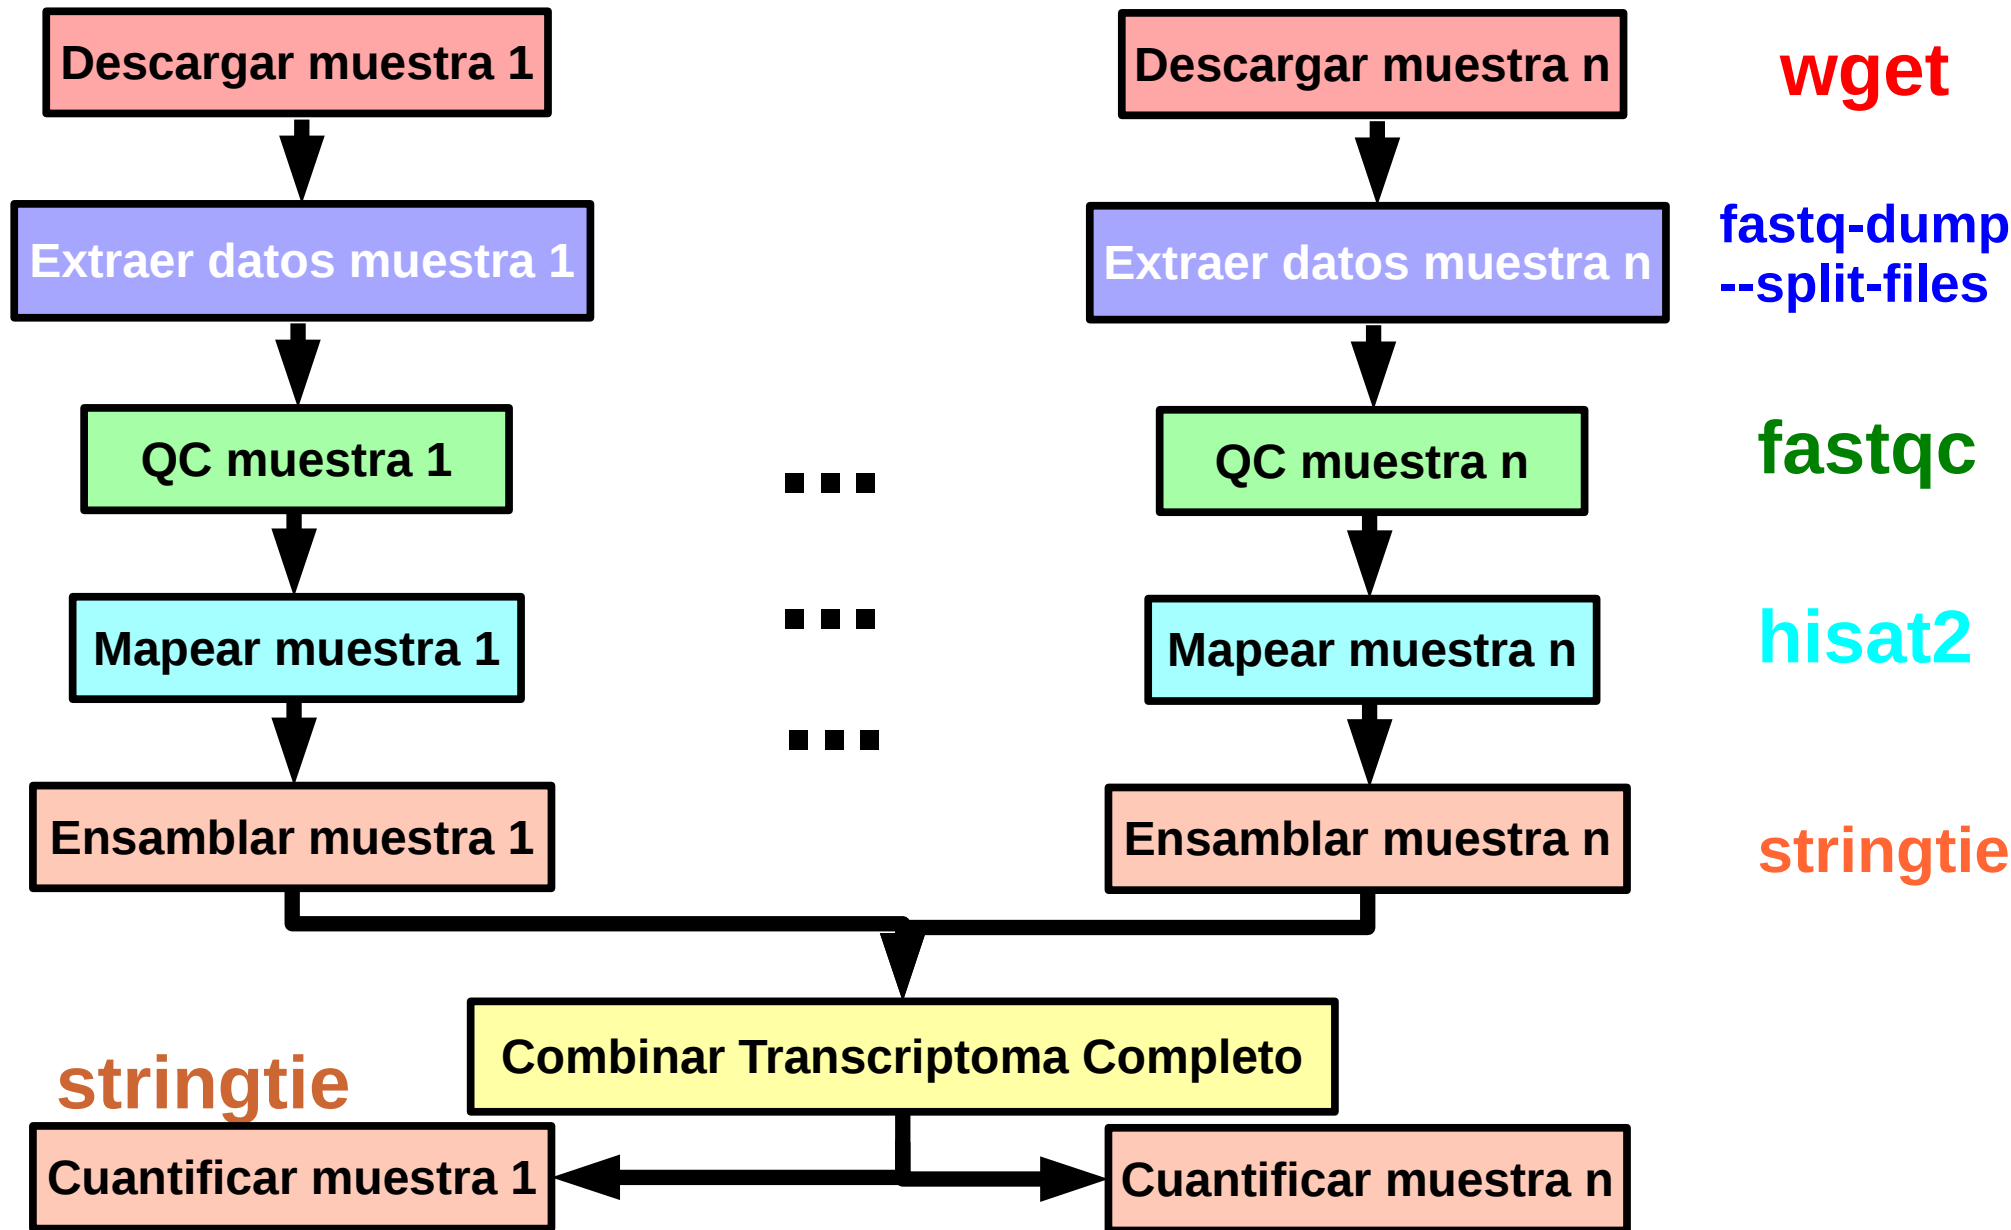 Descargar muestra 1
Descargar muestra n
wget
Extraer datos muestra 1
Extraer datos muestra n
fastq-dump
--split-files
QC muestra 1
...
QC muestra n
fastqc
Mapear muestra 1
...
Mapear muestra n
hisat2
...
Ensamblar muestra 1
Ensamblar muestra n
stringtie
Combinar Transcriptoma Completo
stringtie
Cuantificar muestra 1
Cuantificar muestra n